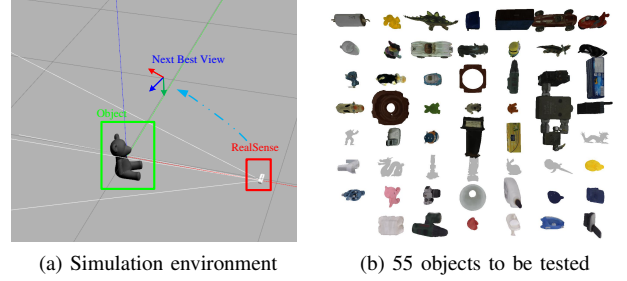 Next Best View
Object
RealSense
(a) Simulation environment
(b) 55 objects to be tested